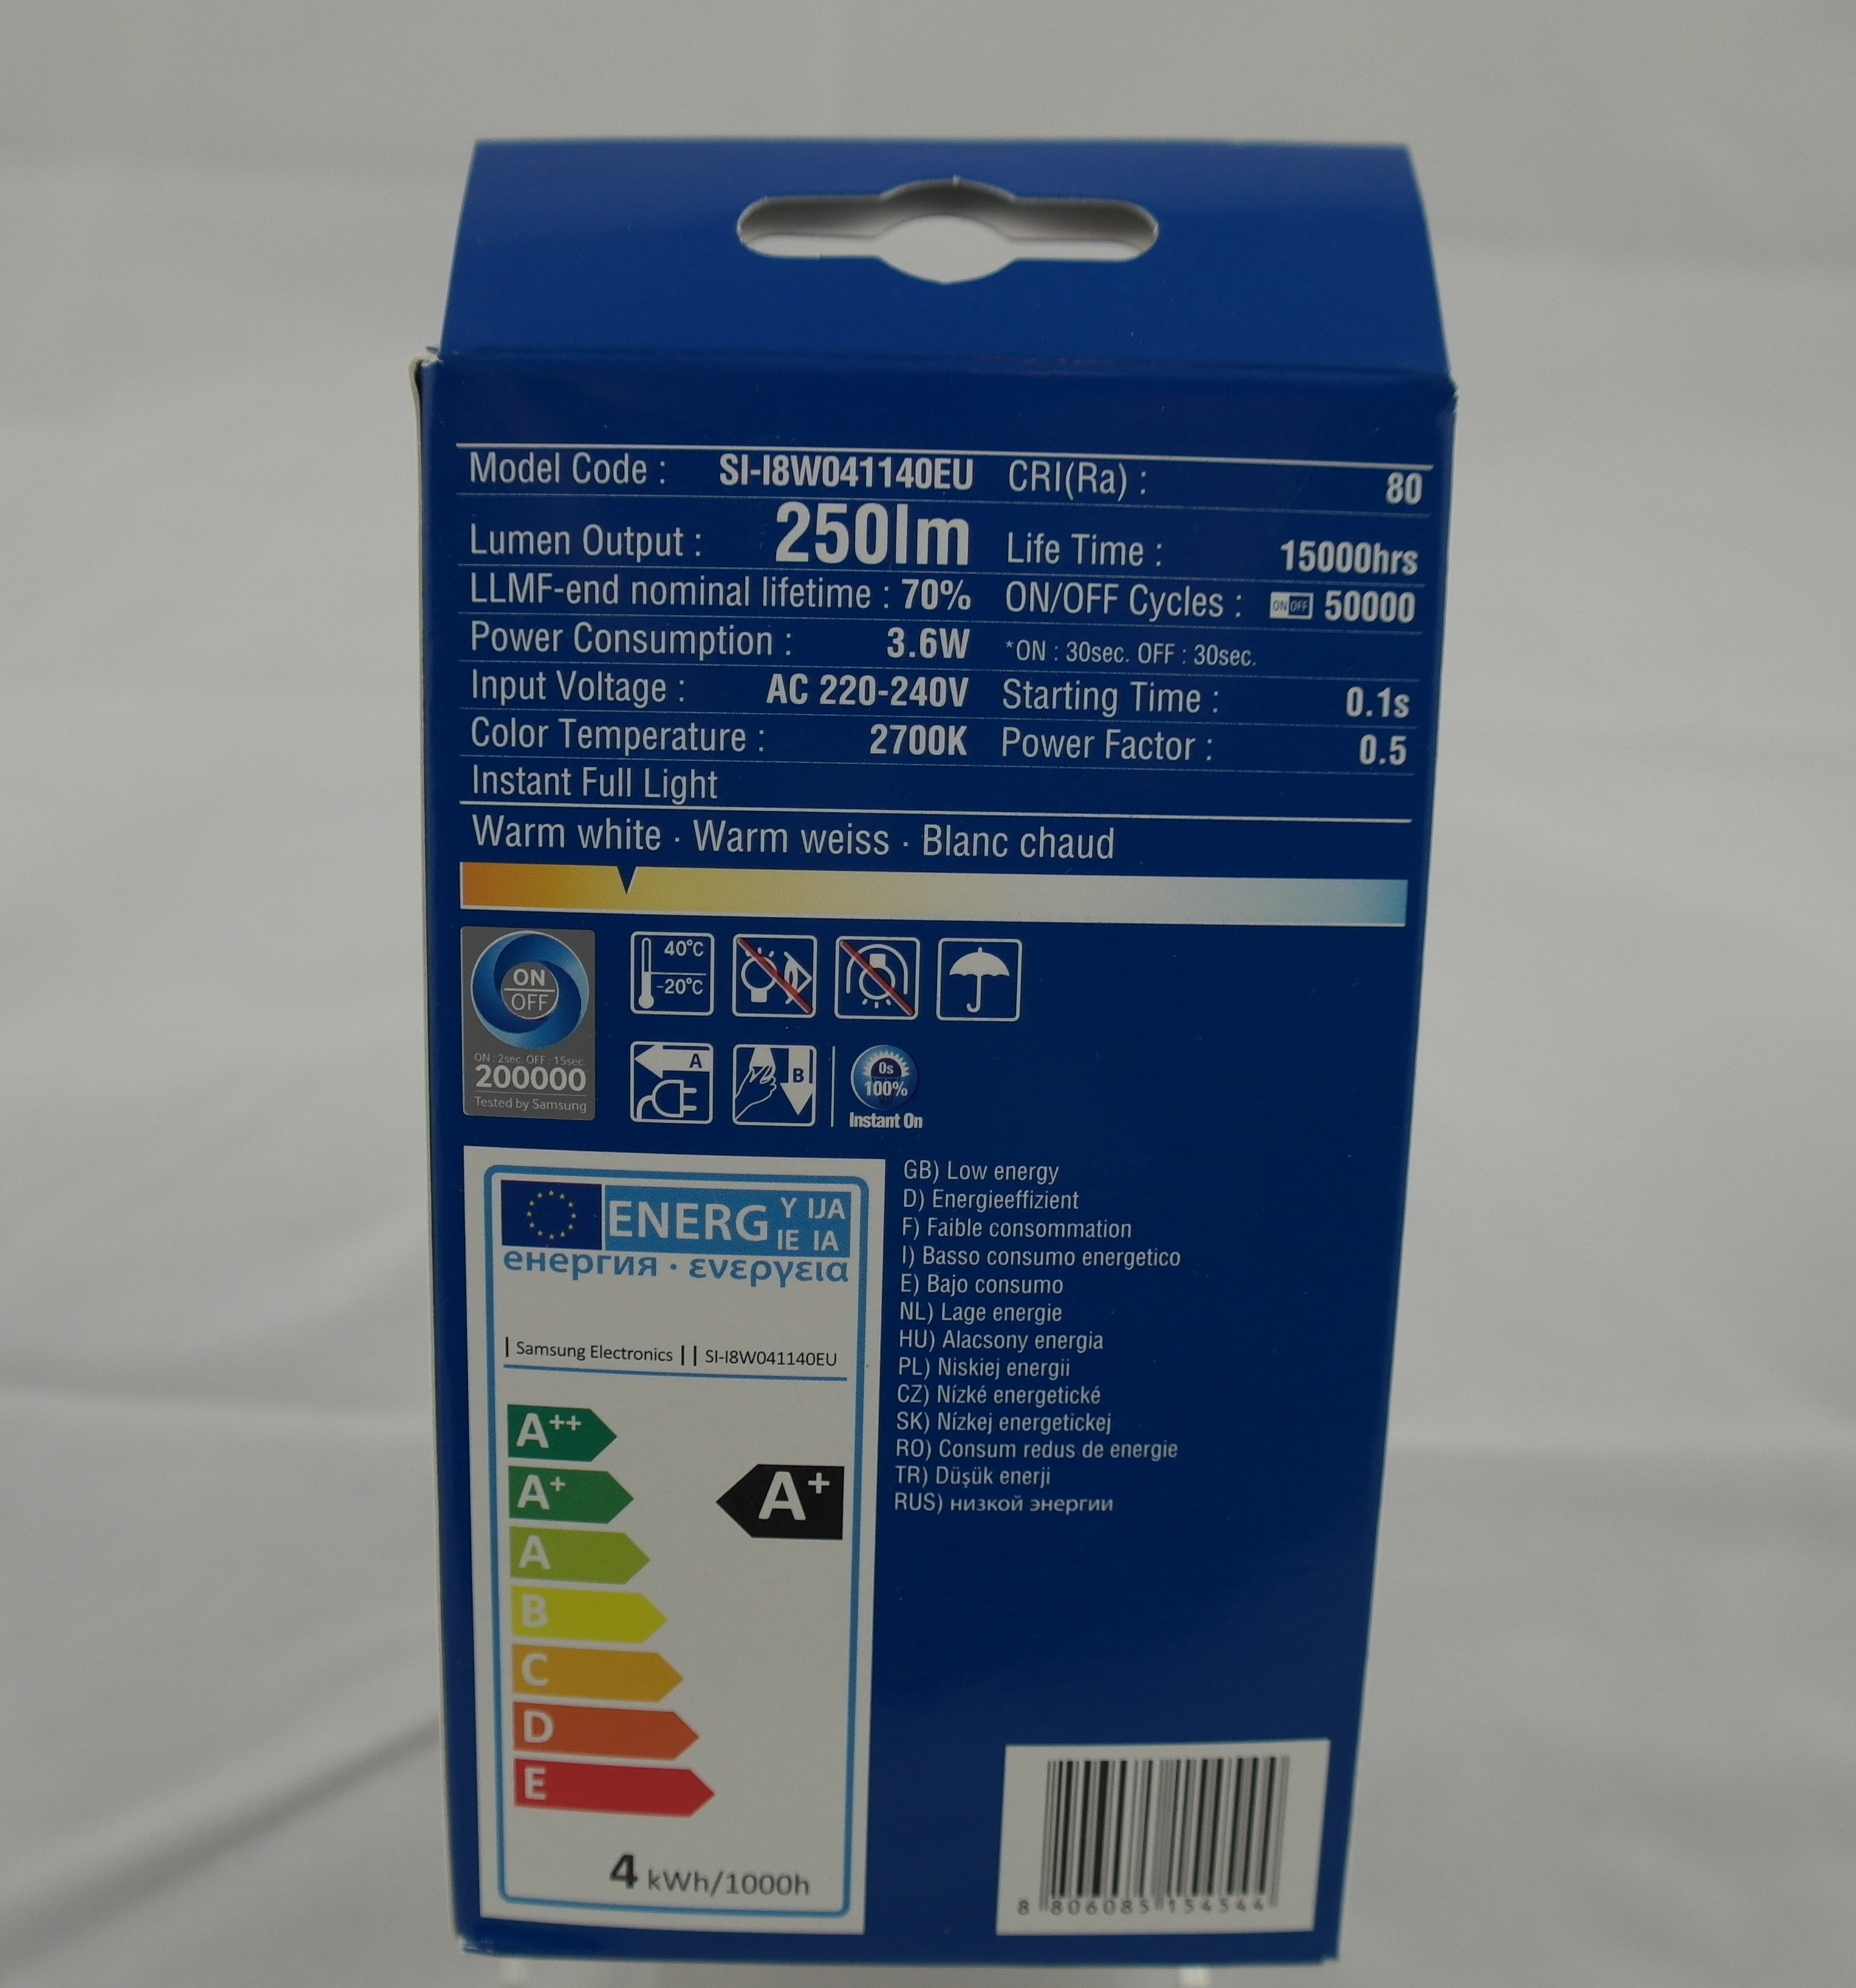 Model Code : SI-I8W041140EU CRI(Ra) : 80
Lumen Output : 250lm Life Time : 15000hrs
LLMF-end nominal lifetime : 70% ON/OFF Cycles : ON OFF 50000
Power Consumption : 3.6W *ON : 30sec. OFF : 30sec.
Input Voltage : AC 220-240V Starting Time : 0.1s
Color Temperature : 2700K Power Factor : 0.5
Instant Full Light
Warm white · Warm weiss · Blanc chaud
ON
OFF
ON : 2sec. OFF : 15sec.
200000
Tested by Samsung
40°C
-20°C
A
B
0s
100%
Instant On
ENERG Y IJA
IE IA
енергия · ενεργεια
Samsung Electronics SI-I8W041140EU
A++
A+
A
B
C
D
E
A+
4 kWh/1000h
GB) Low energy
D) Energieeffizient
F) Faible consommation
I) Basso consumo energetico
E) Bajo consumo
NL) Lage energie
HU) Alacsony energia
PL) Niskiej energii
CZ) Nízké energetické
SK) Nízkej energetickej
RO) Consum redus de energie
TR) Düşük enerji
RUS) низкой энергии
8 806085 154544